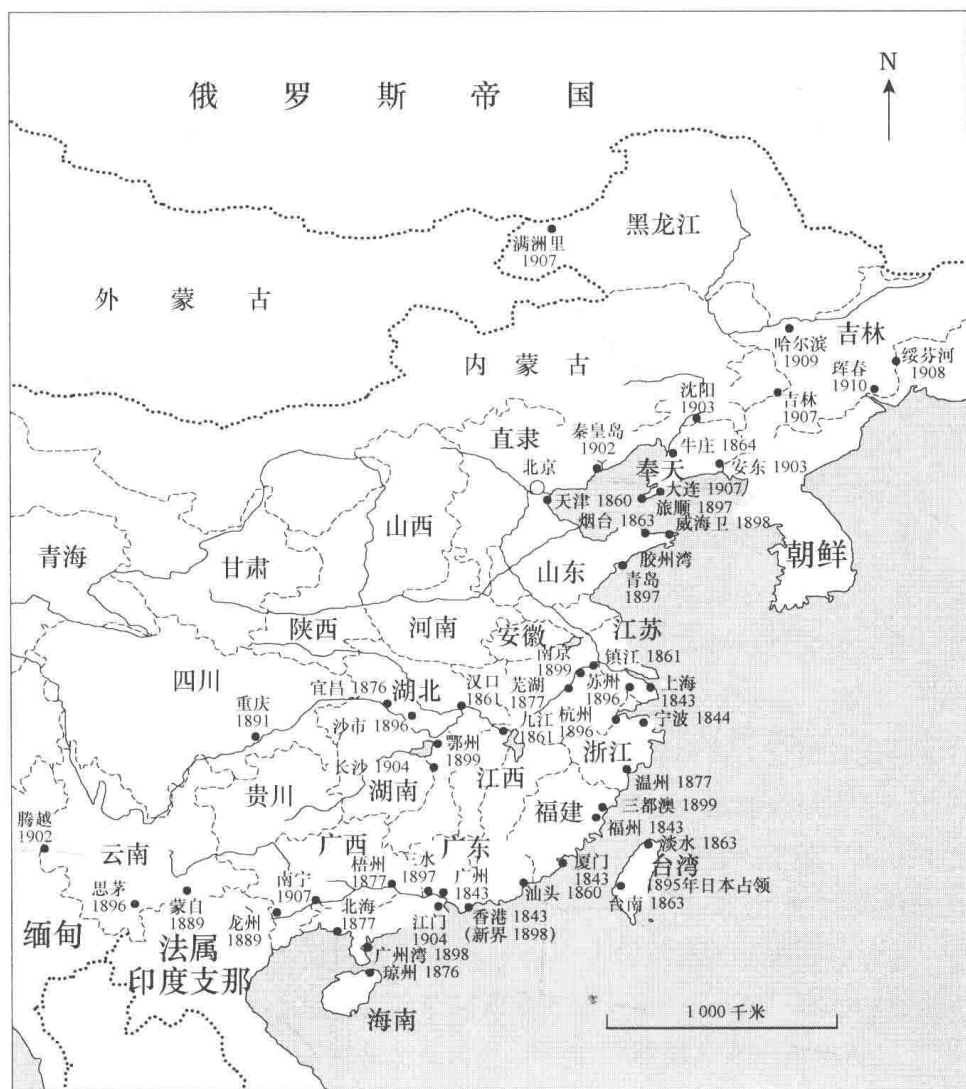 N
俄罗斯帝国
黑龙江
满洲里
1907
外蒙古
哈尔滨
1909
吉林
绥芬河
1908
珲春
1910
内蒙古
吉林
1907
沈阳
1903
直隶
秦皇岛
1902
牛庄 1864
奉天
安东 1903
北京
大连 1907
天津 1860
旅顺 1897
烟台 1863
威海卫 1898
山西
青海
甘肃
山东
胶州湾
青岛
1897
朝鲜
陕西
河南
安徽
江苏
南京
1899
镇江 1861
四川
宜昌 1876
湖北
汉口
1861
芜湖
1877
苏州
1896
上海
1843
重庆
1891
沙市 1896
九江
1861
杭州
1896
宁波 1844
鄂州
1899
浙江
长沙 1904
江西
湖南
贵川
温州 1877
福建
三都澳 1899
福州 1843
腾越
1902
云南
广西
广东
淡水 1863
台湾
梧州
1877
三水
1897
广州
1843
厦门
1843
1895年日本占领
思茅
1896
蒙自
1889
南宁
1907
汕头 1860
台南 1863
龙州
1889
北海
1877
江门
1904
香港 1843
(新界 1898)
缅甸
法属
印度支那
广州湾 1898
琼州 1876
海南
1 000 千米